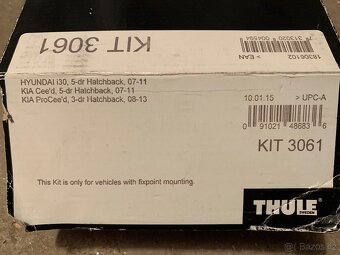 KIT 3061
7313020004594
> EAN
18306102
HYUNDAI i30, 5-dr Hatchback, 07-11
KIA Cee'd, 5-dr Hatchback, 07-11
KIA ProCee'd, 3-dr Hatchback, 08-13
10.01.15
> UPC-A
0 91021 48683 6
KIT 3061
This Kit is only for vehicles with fixpoint mounting.
THULE
SWEDEN